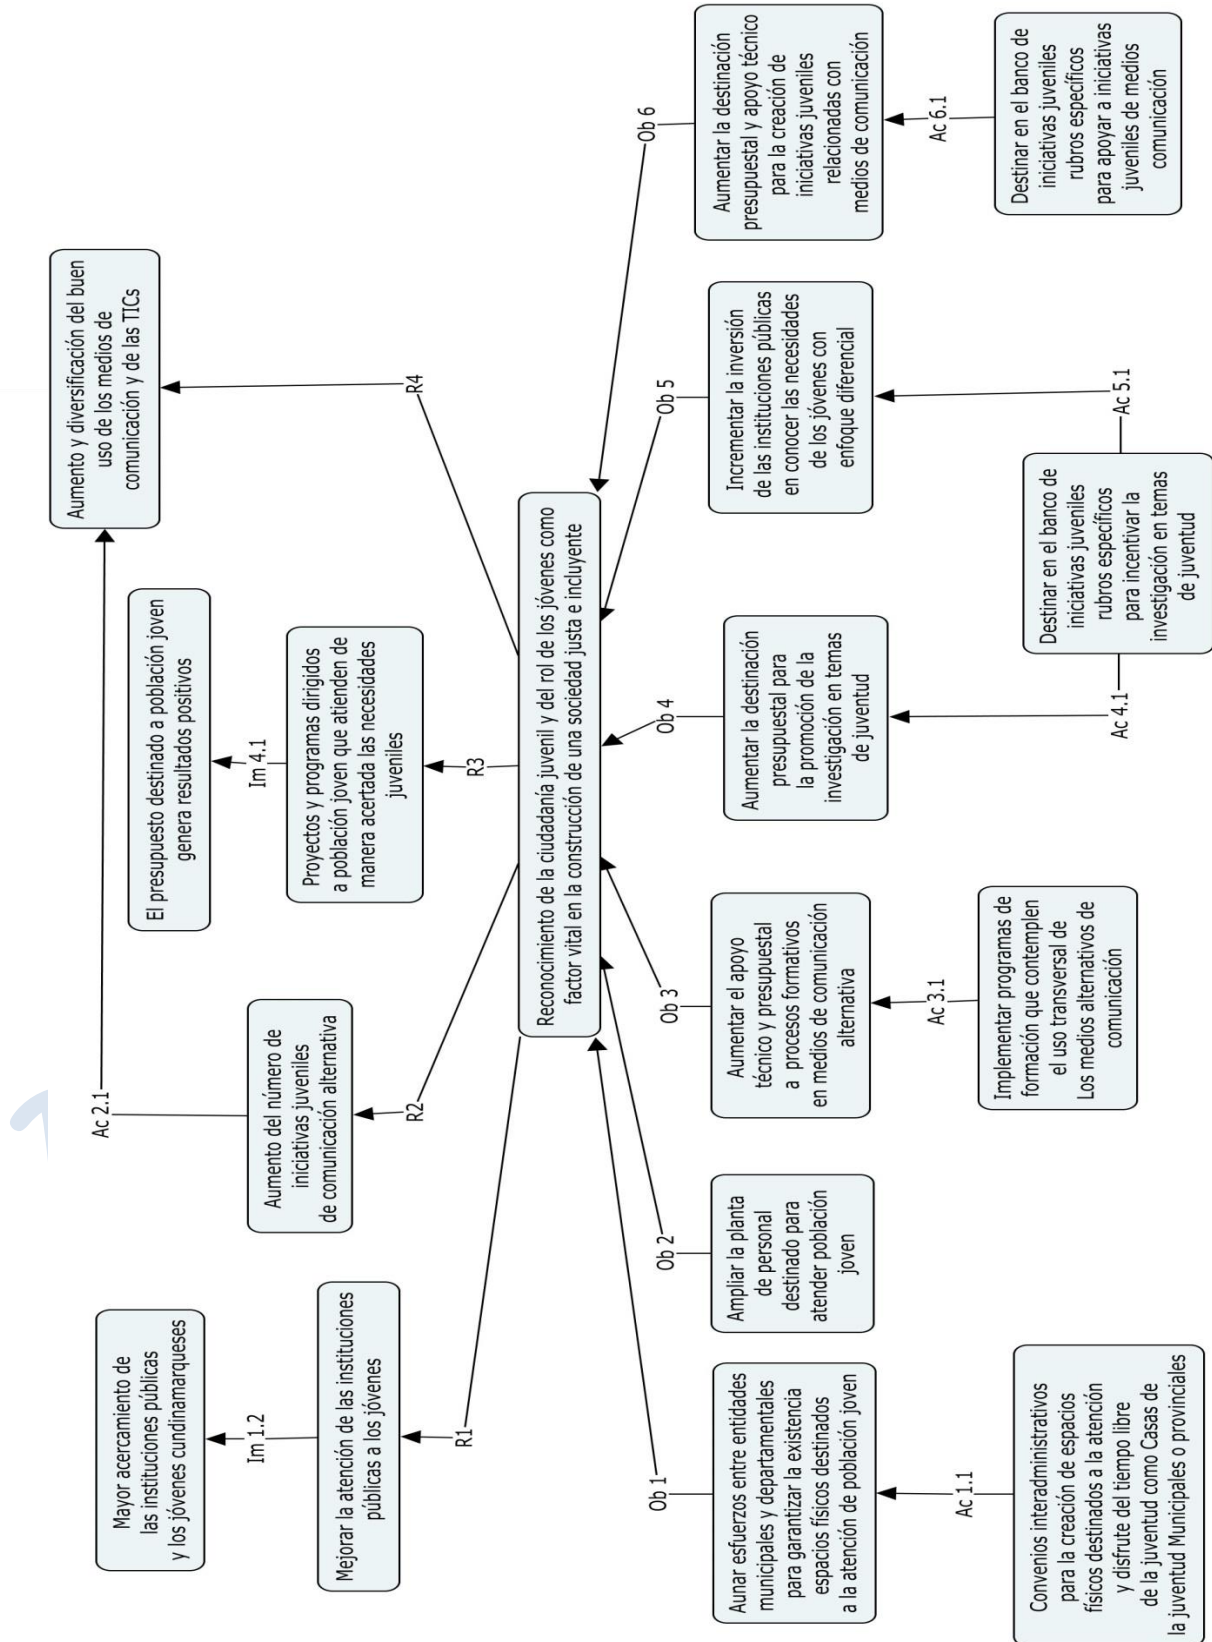 Mayor acercamiento de
las instituciones públicas
y los jóvenes cundinamarqueses
Im 1.2
Mejorar la atención de las instituciones
públicas a los jóvenes
R1
Ac 2.1
Aumento del número de
iniciativas juveniles
de comunicación alternativa
R2
El presupuesto destinado a población joven
genera resultados positivos
Im 4.1
Proyectos y programas dirigidos
a población joven que atienden de
manera acertada las necesidades
juveniles
R3
Aumento y diversificación del buen
uso de los medios de
comunicación y de las TICs
R4
Reconocimiento de la ciudadanía juvenil y del rol de los jóvenes como
factor vital en la construcción de una sociedad justa e incluyente
Ob 1
Aunar esfuerzos entre entidades
municipales y departamentales
para garantizar la existencia
espacios físicos destinados
a la atención de población joven
Ac 1.1
Convenios interadministrativos
para la creación de espacios
físicos destinados a la atención
y disfrute del tiempo libre
de la juventud como Casas de
la juventud Municipales o provinciales
Ob 2
Ampliar la planta
de personal
destinado para
atender población
joven
Ob 3
Aumentar el apoyo
técnico y presupuestal
a procesos formativos
en medios de comunicación
alternativa
Ac 3.1
Implementar programas de
formación que contemplen
el uso transversal de
Los medios alternativos de
comunicación
Ob 4
Aumentar la destinación
presupuestal para
la promoción de la
investigación en temas
de juventud
Ac 4.1
Ob 5
Incrementar la inversión
de las instituciones públicas
en conocer las necesidades
de los jóvenes con
enfoque diferencial
Ac 5.1
Destinar en el banco de
iniciativas juveniles
rubros específicos
para incentivar la
investigación en temas
de juventud
Ob 6
Aumentar la destinación
presupuestal y apoyo técnico
para la creación de
iniciativas juveniles
relacionadas con
medios de comunicación
Ac 6.1
Destinar en el banco de
iniciativas juveniles
rubros específicos
para apoyar a iniciativas
juveniles de medios
comunicación